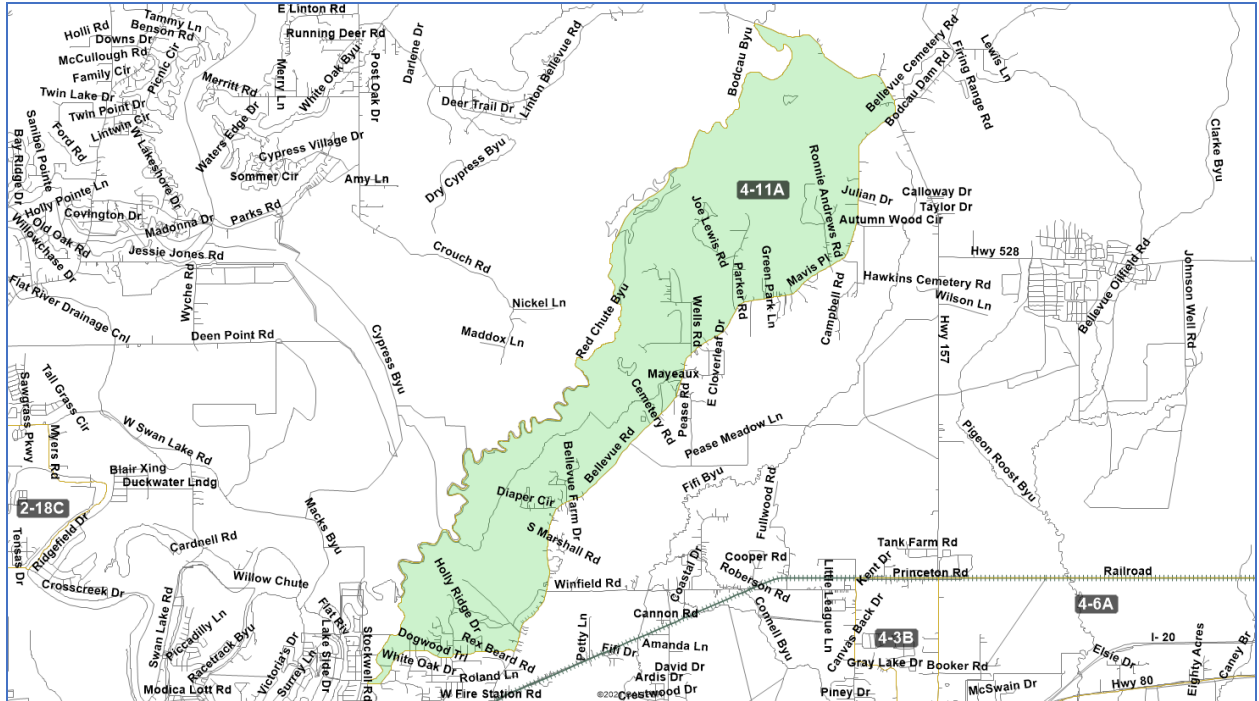 E Linton Rd
Tammy Ln
Holli Rd
Benson Rd
Downs Dr
Running Deer Rd
McCullough Rd
Family Cir
Picnic Cir
Merritt Rd
Merry Ln
White Oak Byu
Post Oak Dr
Darlene Dr
Linton Bellevue Rd
Deer Trail Dr
Bodcau Byu
Bellevue Cemetery Rd
Bodcau Dam Rd
Firing Range Rd
Lewis Ln
Clarke Byu
Twin Lake Dr
Twin Point Dr
Lintwin Cir
Ford Rd
Sanibel Pointe
Bay Ridge Dr
W Lakeshore Dr
Waters Edge Dr
Cypress Village Dr
Sommer Cir
Amy Ln
Dry Cypress Byu
Holly Pointe Ln
Covington Dr
Madonna Dr
Parks Rd
Old Oak Rd
Willowchase Dr
Jessie Jones Rd
4-11A
Ronnie Andrews Rd
Julian Dr
Calloway Dr
Taylor Dr
Autumn Wood Cir
Joe Lewis Rd
Parker Rd
Green Park Ln
Mavis Pl
Hwy 528
Crouch Rd
Flat River Drainage Cnl
Wyche Rd
Nickel Ln
Red Chute Byu
Wells Rd
Campbell Rd
Hawkins Cemetery Rd
Wilson Ln
Hwy 157
Bellevue Oilfield Rd
Johnson Well Rd
Deen Point Rd
Maddox Ln
Cypress Byu
E Cloverleaf Dr
Mayeaux
Cemetery Rd
Pease Rd
Tall Grass Cir
Sawgrass Pkwy
Myers Rd
W Swan Lake Rd
Bellevue Rd
Bellevue Farm Dr
Pease Meadow Ln
Fifi Byu
Fullwood Rd
Pigeon Roost Byu
Blair Xing
Duckwater Lndg
2-18C
Tensas Dr
Ridgefield Dr
Diaper Cir
S Marshall Rd
Macks Byu
Cardnell Rd
Crosscreek Dr
Willow Chute
Flat Riv
Swan Lake Rd
Piccadilly Ln
Racetrack Byu
Victoria's Dr
Surrey Ln
Lake Side Dr
Stockwell Rd
Modica Lott Rd
Holly Ridge Dr
Dogwood Trl
White Oak Dr
Rex Beard Rd
Roland Ln
W Fire Station Rd
Winfield Rd
Petty Ln
Fifi Dr
Coastal Dr
Cooper Rd
Roberson Rd
Cannon Rd
Amanda Ln
David Dr
Ardis Dr
Connell Byu
Little League Ln
Kent Dr
Canvas Back Dr
Tank Farm Rd
Princeton Rd
Railroad
4-6A
4-3B
Gray Lake Dr
Booker Rd
Piney Dr
McSwain Dr
I- 20
Elsie Dr
Hwy 80
Eighty Acres
Caney Br